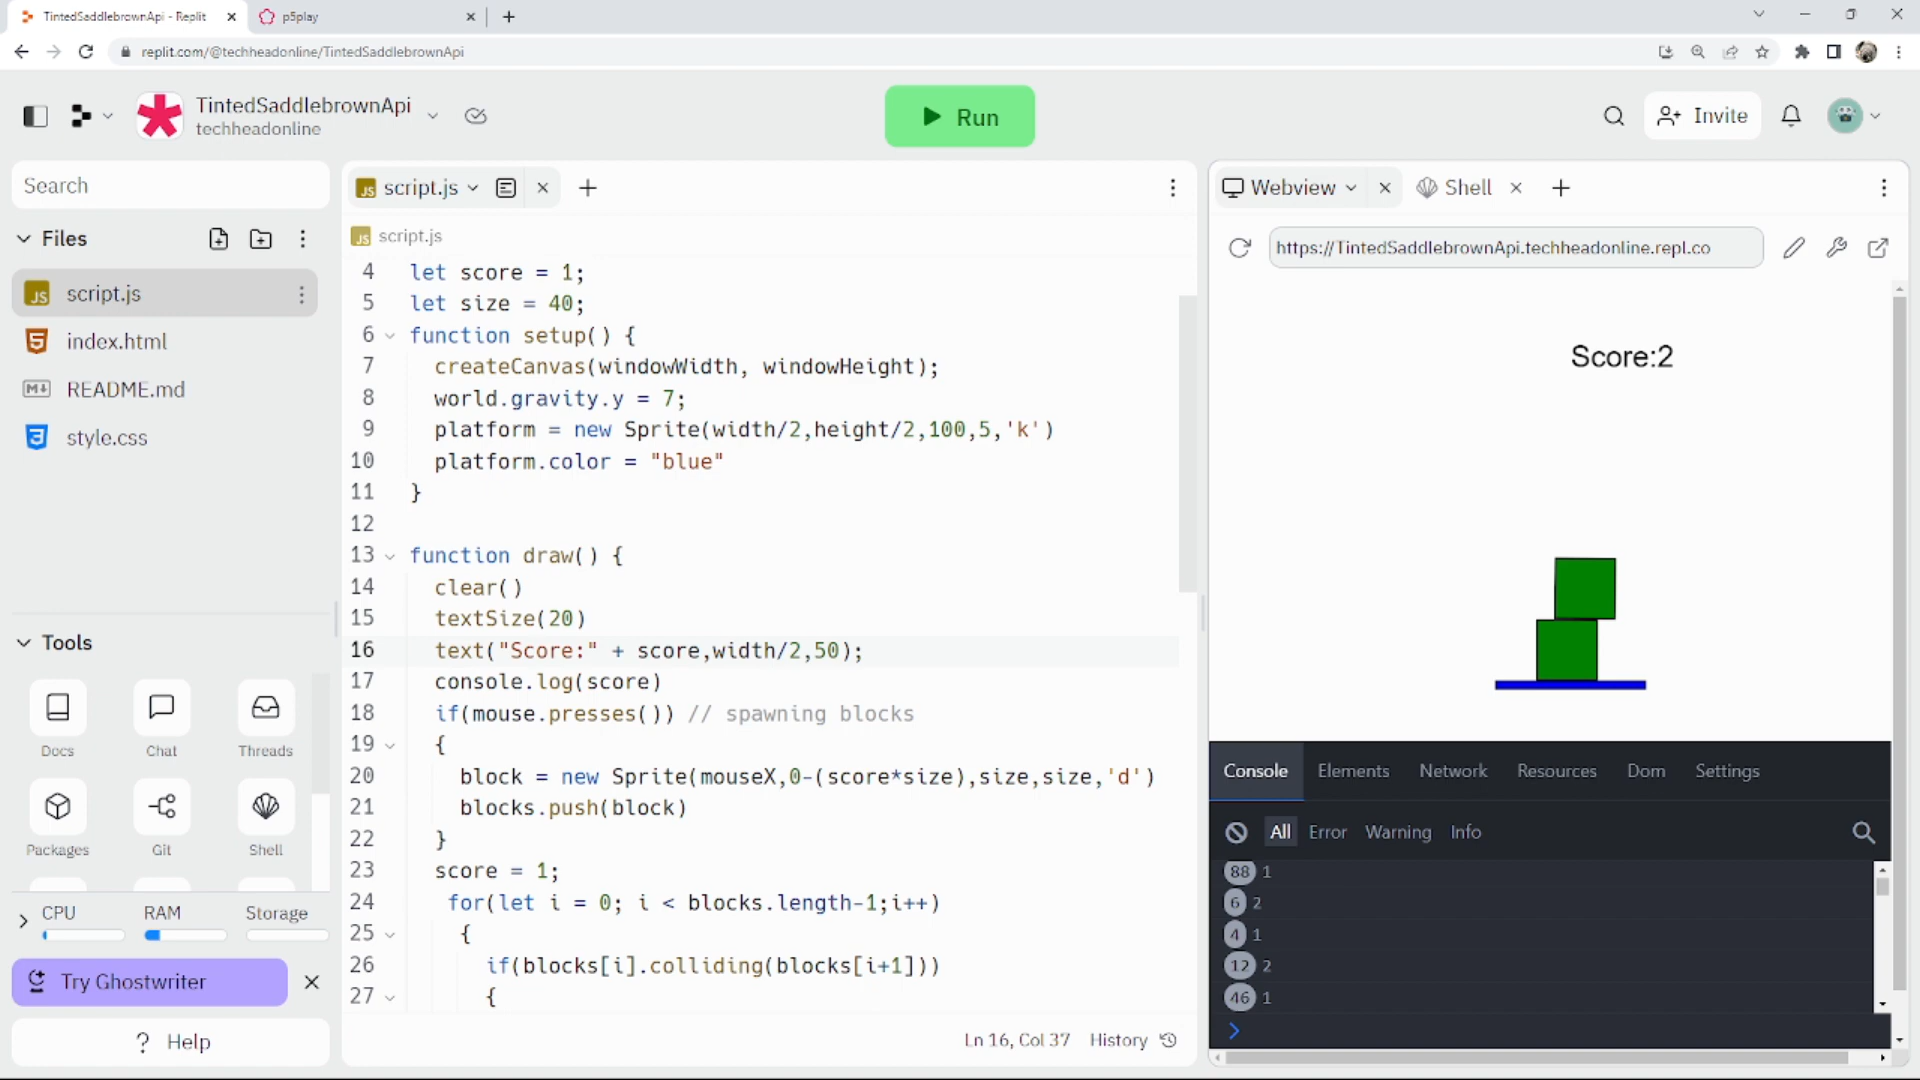 TintedSaddlebrownApi - Replit
p5play
replit.com/@techheadonline/TintedSaddlebrownApi
TintedSaddlebrownApi
techheadonline
Run
Invite
Search
Files
script.js
index.html
README.md
style.css
Tools
Docs
Chat
Threads
Packages
Git
Shell
CPU
RAM
Storage
Try Ghostwriter
? Help
JS script.js
JS script.js
4 let score = 1;
5 let size = 40;
6 function setup() {
7 createCanvas(windowWidth, windowHeight);
8 world.gravity.y = 7;
9 platform = new Sprite(width/2,height/2,100,5,'k')
10 platform.color = "blue"
11 }
12
13 function draw() {
14 clear()
15 textSize(20)
16 text("Score:" + score,width/2,50);
17 console.log(score)
18 if(mouse.presses()) // spawning blocks
19 {
20 block = new Sprite(mouseX,0-(score*size),size,size,'d')
21 blocks.push(block)
22 }
23 score = 1;
24 for(let i = 0; i < blocks.length-1;i++)
25 {
26 if(blocks[i].colliding(blocks[i+1]))
27 {
Ln 16, Col 37 History
Webview
Shell
https://TintedSaddlebrownApi.techheadonline.repl.co
Score:2
Console Elements Network Resources Dom Settings
All Error Warning Info
88 1
6 2
4 1
12 2
46 1